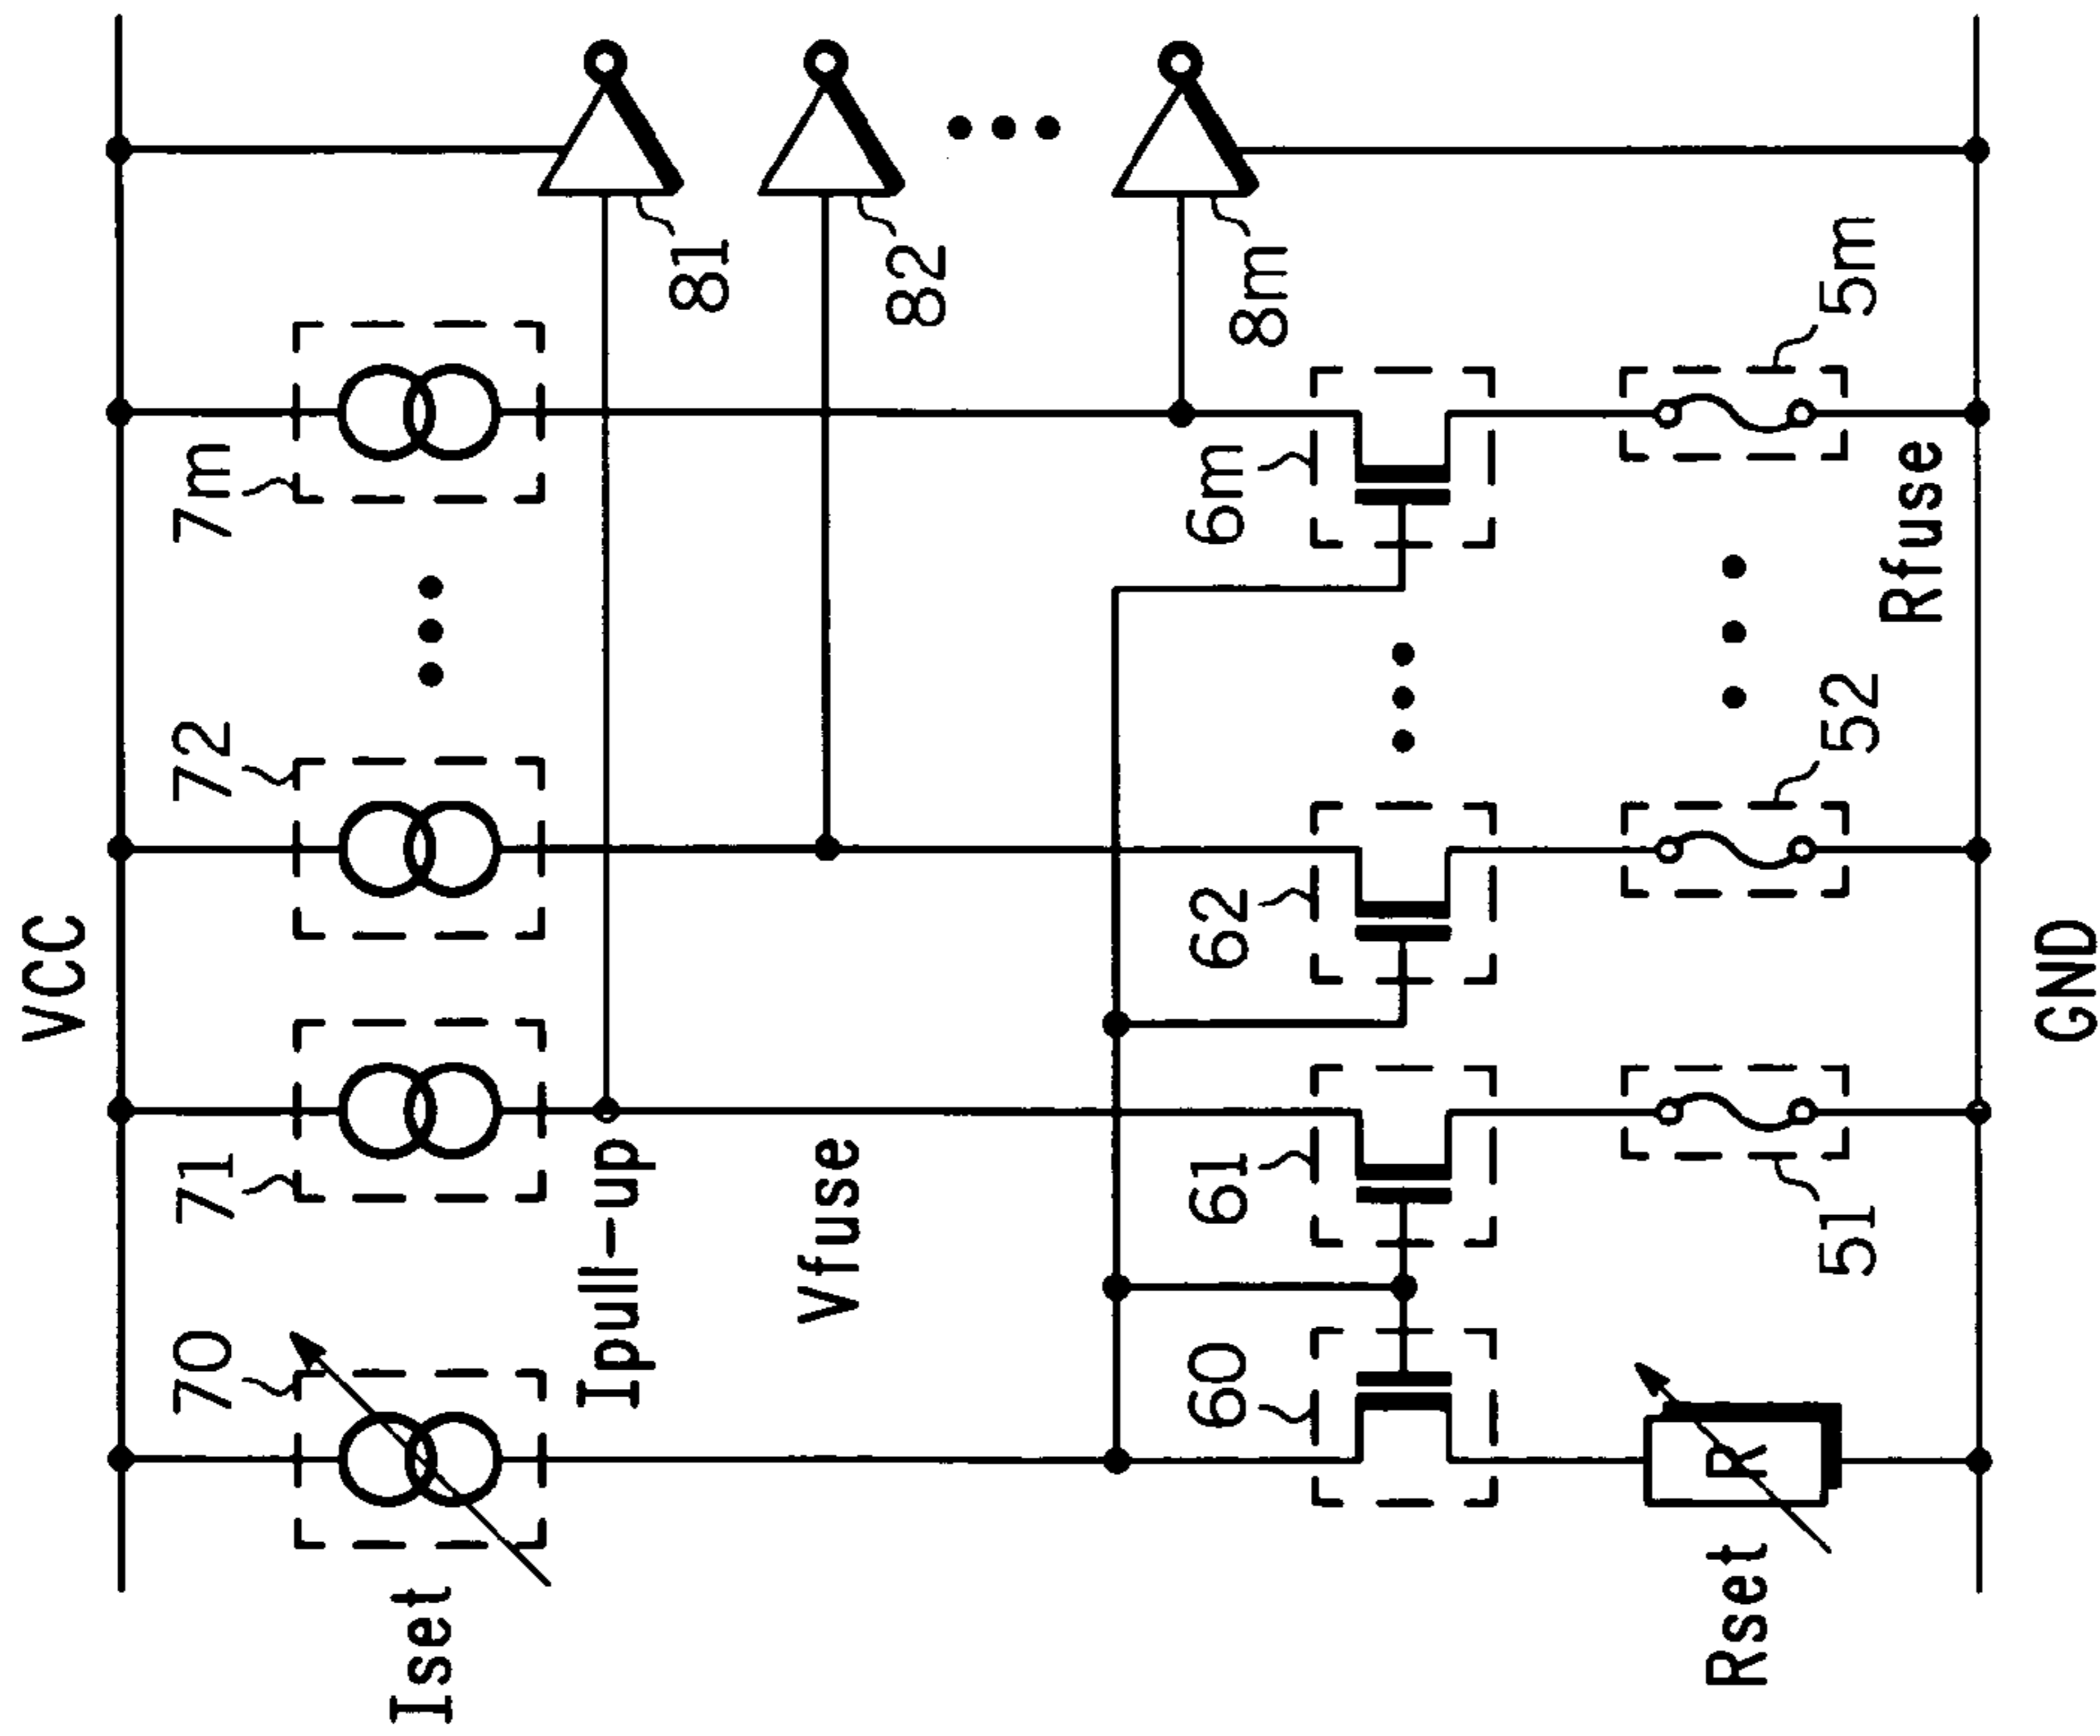 VCC
70
71
72
7m
Iset
Ipull-up
Vfuse
81
82
8m
60
61
62
6m
R
Rset
51
52
5m
Rfuse
GND